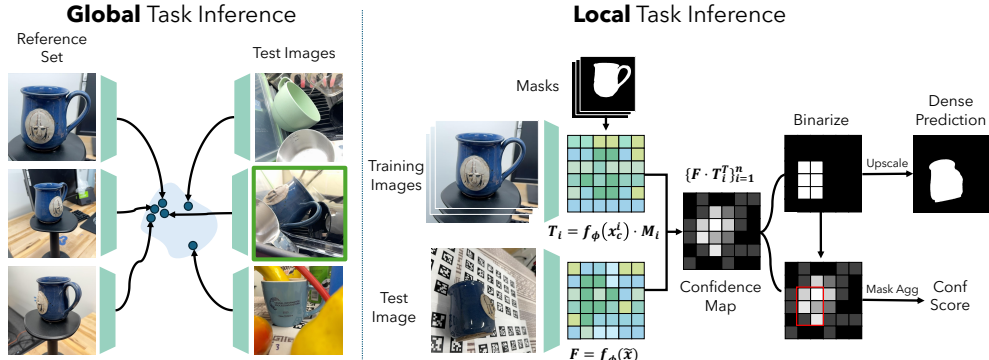 Global Task Inference
Reference
Set
Test Images
Local Task Inference
Masks
Training
Images
T_i = f_ϕ(x_c^i) · M_i
Test
Image
F = f_ϕ(x̃)
{F · T_i^T}_{i=1}^n
Confidence
Map
Binarize
Upscale
Dense
Prediction
Mask Agg
Conf
Score